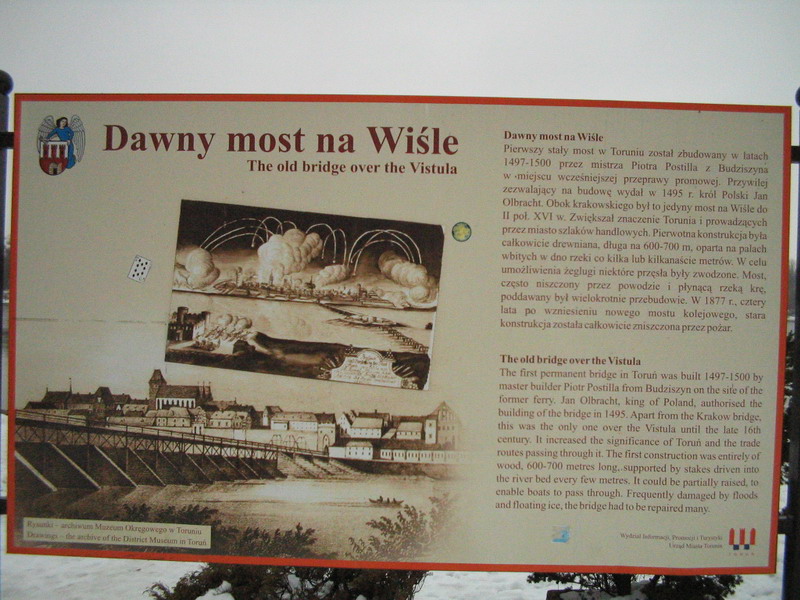 Dawny most na Wiśle
The old bridge over the Vistula
Rysunki - archiwum Muzeum Okręgowego w Toruniu
Drawings - the archive of the District Museum in Toruń
Dawny most na Wiśle
Pierwszy stały most w Toruniu został zbudowany w latach
1497-1500 przez mistrza Piotra Postilla z Budziszyna
w miejscu wcześniejszej przeprawy promowej. Przywilej
zezwalający na budowę wydał w 1495 r. król Polski Jan
Olbracht. Obok krakowskiego był to jedyny most na Wiśle do
II poł. XVI w. Zwiększał znaczenie Torunia i prowadzących
przez miasto szlaków handlowych. Pierwotna konstrukcja była
całkowicie drewniana, długa na 600-700 m, oparta na palach
wbitych w dno rzeki co kilka lub kilkanaście metrów. W celu
umożliwienia żeglugi niektóre przęsła były zwodzone. Most,
często niszczony przez powodzie i płynącą rzeką krę,
poddawany był wielokrotnie przebudowie. W 1877 r., cztery
lata po wzniesieniu nowego mostu kolejowego, stara
konstrukcja została całkowicie zniszczona przez pożar.
The old bridge over the Vistula
The first permanent bridge in Toruń was built 1497-1500 by
master builder Piotr Postilla from Budziszyn on the site of the
former ferry. Jan Olbracht, king of Poland, authorised the
building of the bridge in 1495. Apart from the Krakow bridge,
this was the only one over the Vistula until the late 16th
century. It increased the significance of Toruń and the trade
routes passing through it. The first construction was entirely of
wood, 600-700 metres long, supported by stakes driven into
the river bed every few metres. It could be partially raised, to
enable boats to pass through. Frequently damaged by floods
and floating ice, the bridge had to be repaired many.
Wydział Informacji, Promocji i Turystyki
Urząd Miasta Torunia